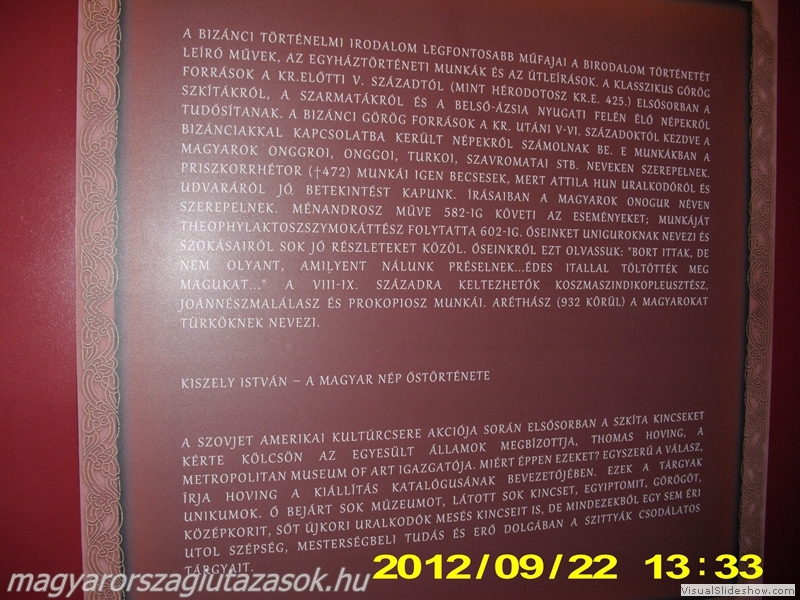 A BIZÁNCI TÖRTÉNELMI IRODALOM LEGFONTOSABB MŰFAJAI A BIRODALOM TÖRTÉNETÉT
LEÍRÓ MŰVEK, AZ EGYHÁZTÖRTÉNETI MUNKÁK ÉS AZ ÚTLEÍRÁSOK. A KLASSZIKUS GÖRÖG
FORRÁSOK A KR.ELŐTTI V. SZÁZADTÓL (MINT HÉRODOTOSZ KR.E. 425.) ELSŐSORBAN A
SZKÍTÁKRÓL, A SZARMATÁKRÓL ÉS A BELSŐ-ÁZSIA NYUGATI FELÉN ÉLŐ NÉPEKRŐL
TUDÓSÍTANAK. A BIZÁNCI GÖRÖG FORRÁSOK A KR. UTÁNI V-VI. SZÁZADOKTÓL KEZDVE A
BIZÁNCIAKKAL KAPCSOLATBA KERÜLT NÉPEKRŐL SZÁMOLNAK BE. E MUNKÁKBAN A
MAGYAROK ONGGROI, ONGGOI, TURKOI, SZAVROMATAI STB. NEVEKEN SZEREPELNEK.
PRISZKORRHÉTOR (†472) MUNKÁI IGEN BECSESEK, MERT ATTILA HUN URALKODÓRÓL ÉS
UDVARÁRÓL JÓ BETEKINTÉST KAPUNK. ÍRÁSAIBAN A MAGYAROK ONOGUR NÉVEN
SZEREPELNEK. MÉNANDROSZ MŰVE 582-IG KÖVETI AZ ESEMÉNYEKET; MUNKÁJÁT
THEOPHYLAKTOSZSZYMOKÁTTÉSZ FOLYTATTA 602-IG. ŐSEINKET UNIGUROKNAK NEVEZI ÉS
SZOKÁSAIRÓL SOK JÓ RÉSZLETEKET KÖZÖL. ŐSEINKRŐL EZT OLVASSUK: "BORT ITTAK, DE
NEM OLYANT, AMILYENT NÁLUNK PRÉSELNEK...ÉDES ITALLAL TÖLTÖTTÉK MEG
MAGUKAT..." A VIII-IX. SZÁZADRA KELTEZHETŐK KOSZMASZINDIKOPLEUSZTÉSZ,
JOANNÉSZMALÁLASZ ÉS PROKOPIOSZ MUNKÁI. ARÉTHÁSZ (932 KÖRÜL) A MAGYAROKAT
TÜRKÖKNEK NEVEZI.
KISZELY ISTVÁN – A MAGYAR NÉP ŐSTÖRTÉNETE
A SZOVJET AMERIKAI KULTÚRCSERE AKCIÓJA SORÁN ELSŐSORBAN A SZKÍTA KINCSEKET
KÉRTE KÖLCSÖN AZ EGYESÜLT ÁLLAMOK MEGBÍZOTTJA, THOMAS HOVING, A
METROPOLITAN MUSEUM OF ART IGAZGATÓJA. MIÉRT ÉPPEN EZEKET? EGYSZERŰ A VÁLASZ,
ÍRJA HOVING A KIÁLLÍTÁS KATALÓGUSÁNAK BEVEZETŐJÉBEN. EZEK A TÁRGYAK
UNIKUMOK. Ő BEJÁRT SOK MÚZEUMOT, LÁTOTT SOK KINCSET, EGYIPTOMIT, GÖRÖGÖT,
KÖZÉPKORIT, SŐT ÚJKORI URALKODÓK MESÉS KINCSEIT IS, DE MINDEZEKBŐL EGY SEM ÉRI
UTOL SZÉPSÉG, MESTERSÉGBELI TUDÁS ÉS ERŐ DOLGÁBAN A SZITTYÁK CSODÁLATOS
TÁRGYAIT.
2012/09/22 13:33
magyarorszagiutazasok.hu
VisualSlideshow.com